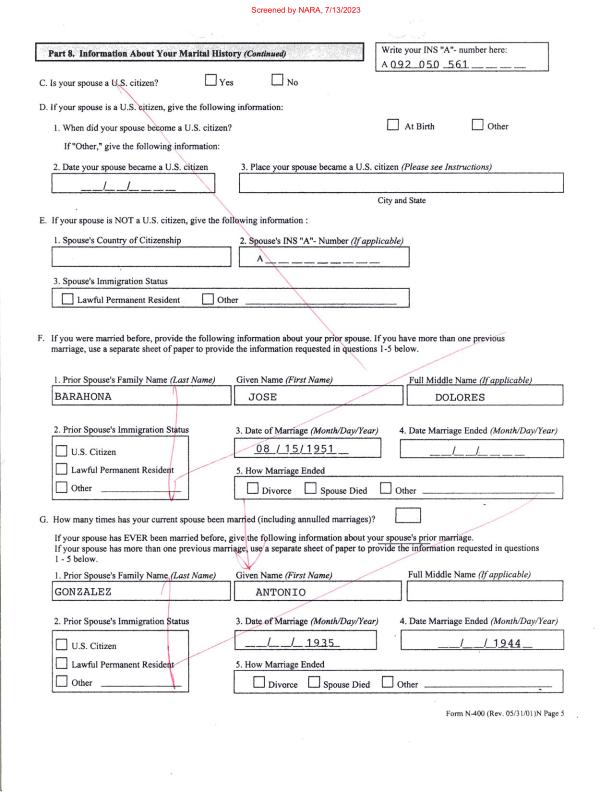 Screened by NARA, 7/13/2023
Part 8. Information About Your Marital History (Continued)
Write your INS "A"- number here:
A 092 050 561 _ _ _ _
C. Is your spouse a U.S. citizen? Yes No
D. If your spouse is a U.S. citizen, give the following information:
1. When did your spouse become a U.S. citizen? At Birth Other
If "Other," give the following information:
2. Date your spouse became a U.S. citizen 3. Place your spouse became a U.S. citizen (Please see Instructions)
__/__/____
City and State
E. If your spouse is NOT a U.S. citizen, give the following information :
1. Spouse's Country of Citizenship 2. Spouse's INS "A"- Number (If applicable)
A _ _ _ _ _ _ _ _ _
3. Spouse's Immigration Status
Lawful Permanent Resident Other ____
F. If you were married before, provide the following information about your prior spouse. If you have more than one previous
marriage, use a separate sheet of paper to provide the information requested in questions 1-5 below.
1. Prior Spouse's Family Name (Last Name) Given Name (First Name) Full Middle Name (If applicable)
BARAHONA JOSE DOLORES
2. Prior Spouse's Immigration Status 3. Date of Marriage (Month/Day/Year) 4. Date Marriage Ended (Month/Day/Year)
U.S. Citizen 08 / 15/1951 __/__/____
Lawful Permanent Resident 5. How Marriage Ended
Other ____ Divorce Spouse Died Other ____
G. How many times has your current spouse been married (including annulled marriages)?
If your spouse has EVER been married before, give the following information about your spouse's prior marriage.
If your spouse has more than one previous marriage, use a separate sheet of paper to provide the information requested in questions
1 - 5 below.
1. Prior Spouse's Family Name (Last Name) Given Name (First Name) Full Middle Name (If applicable)
GONZALEZ ANTONIO
2. Prior Spouse's Immigration Status 3. Date of Marriage (Month/Day/Year) 4. Date Marriage Ended (Month/Day/Year)
U.S. Citizen __/__/1935 __/__/1944
Lawful Permanent Resident 5. How Marriage Ended
Other ____ Divorce Spouse Died Other ____
Form N-400 (Rev. 05/31/01)N Page 5